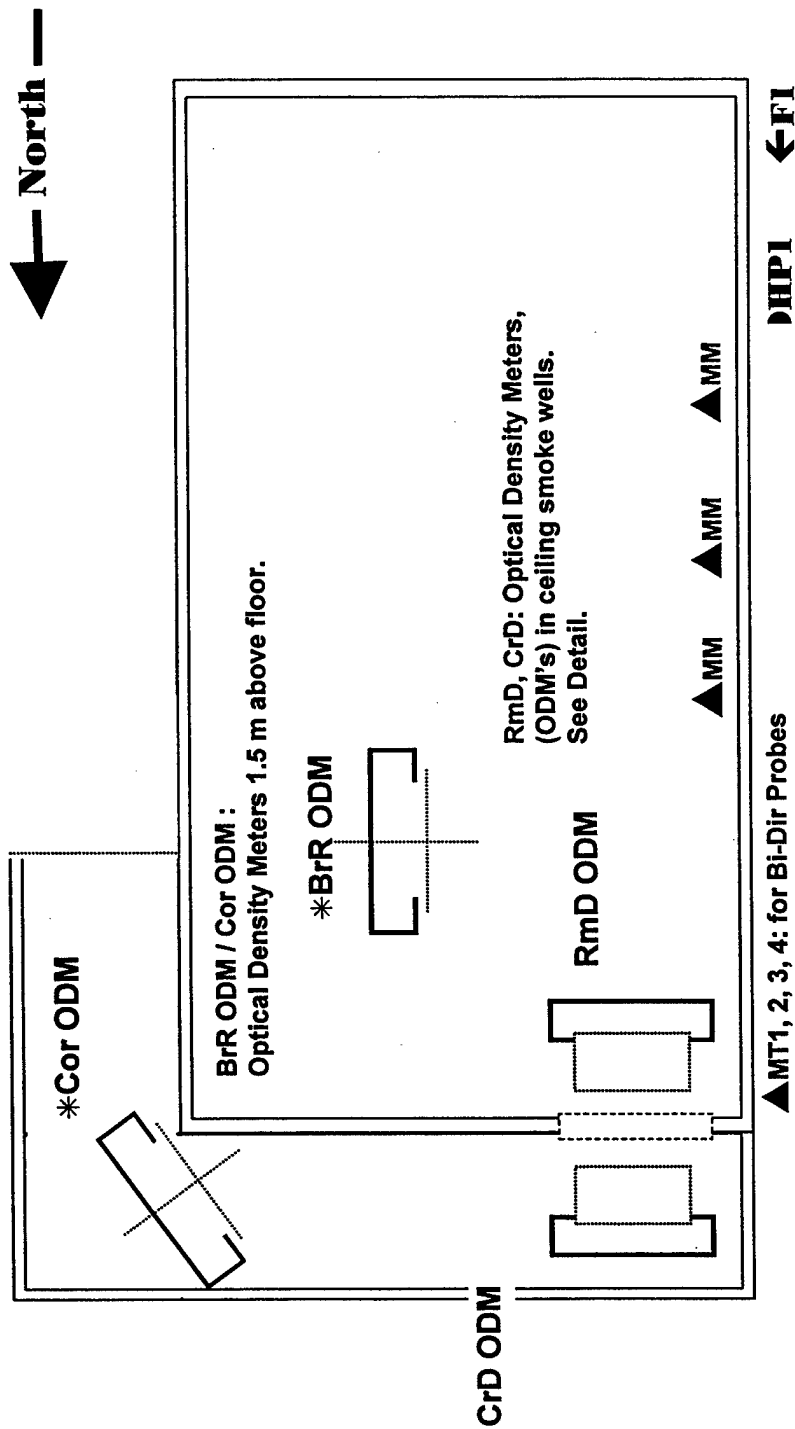 North
*Cor ODM
BrR ODM / Cor ODM :
Optical Density Meters 1.5 m above floor.
*BrR ODM
RmD, CrD: Optical Density Meters,
(ODM's) in ceiling smoke wells.
See Detail.
RmD ODM
CrD ODM
▲MM
▲MM
▲MM
▲MT1, 2, 3, 4: for Bi-Dir Probes
)HP1
←F1